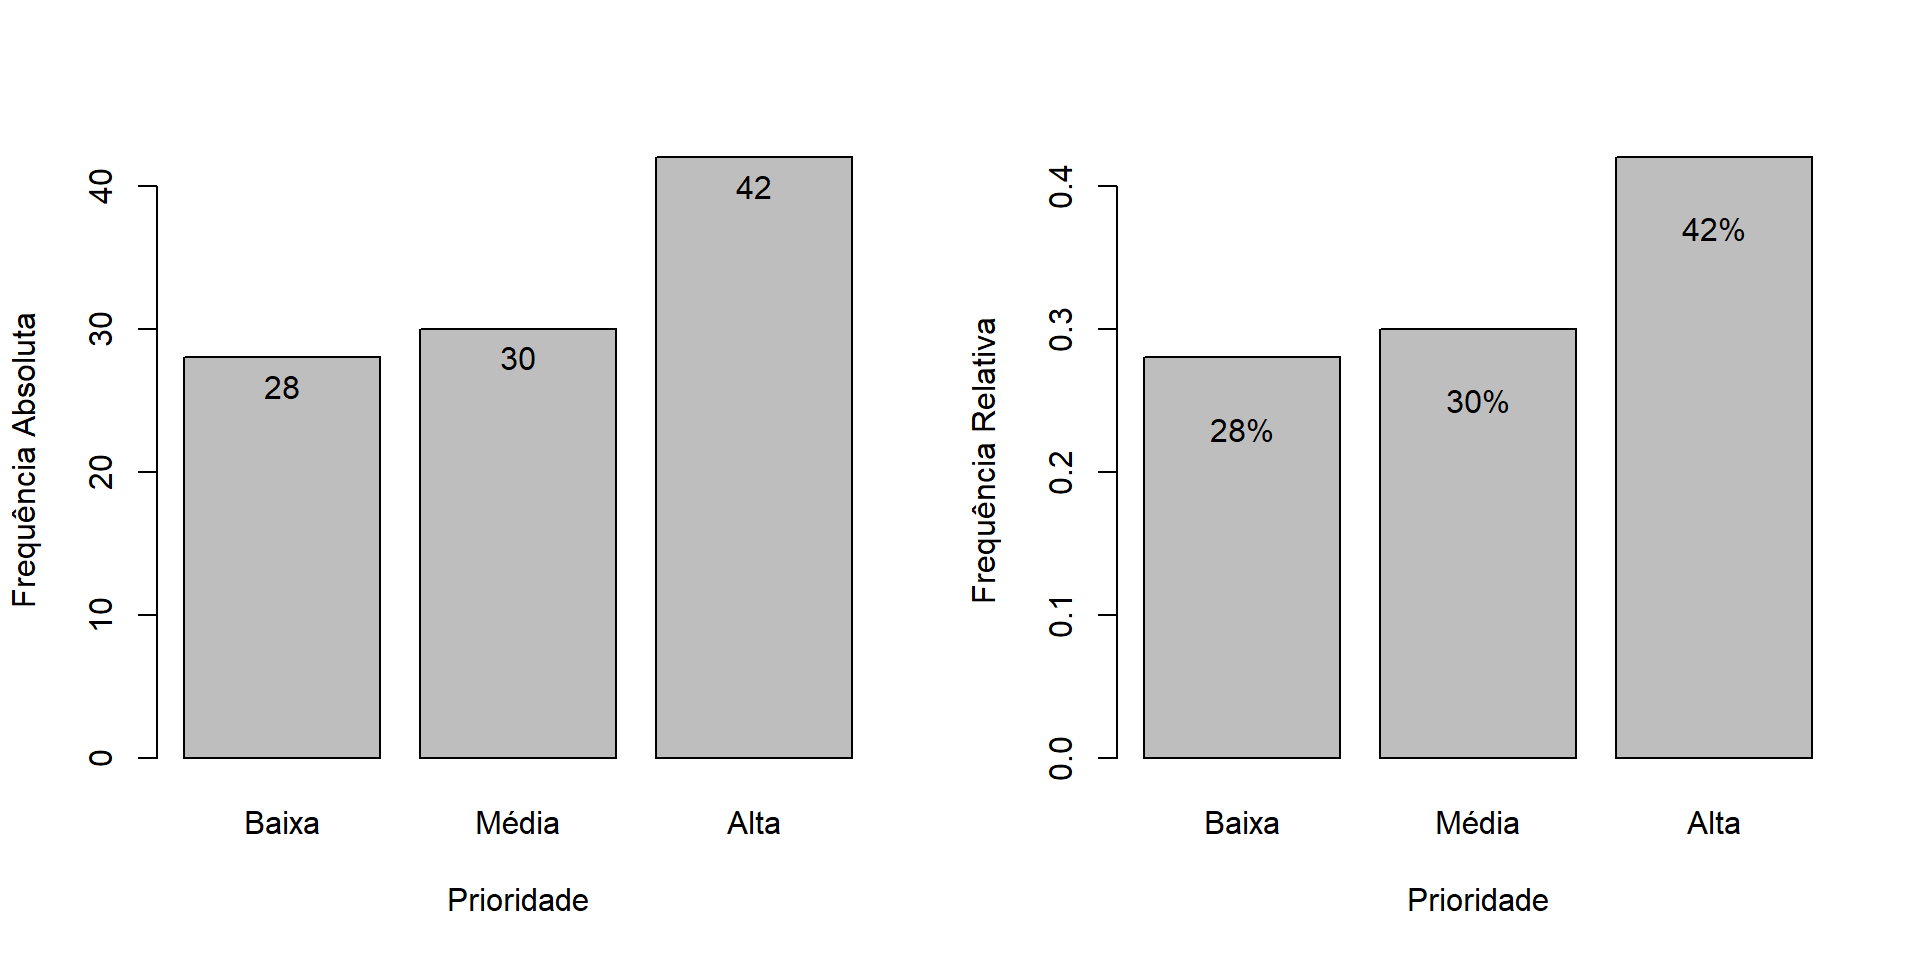 Frequência Absoluta
40
30
20
10
0
28
30
42
Baixa Média Alta
Prioridade
Frequência Relativa
0.4
0.3
0.2
0.1
0.0
28%
30%
42%
Baixa Média Alta
Prioridade